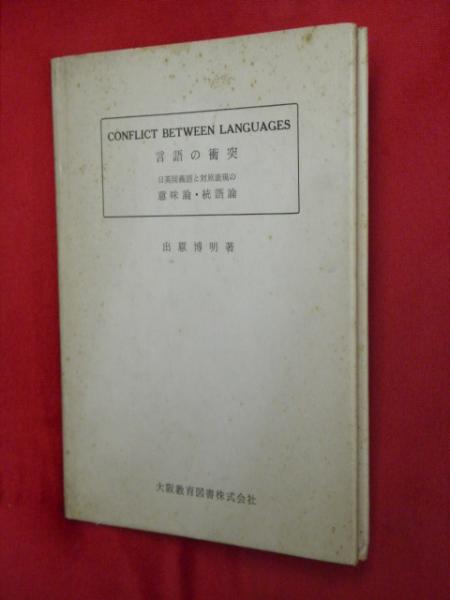 CONFLICT BETWEEN LANGUAGES
言語の衝突
日英同義語と対照表現の
意味論・統語論
出原博明著
大阪教育図書株式会社